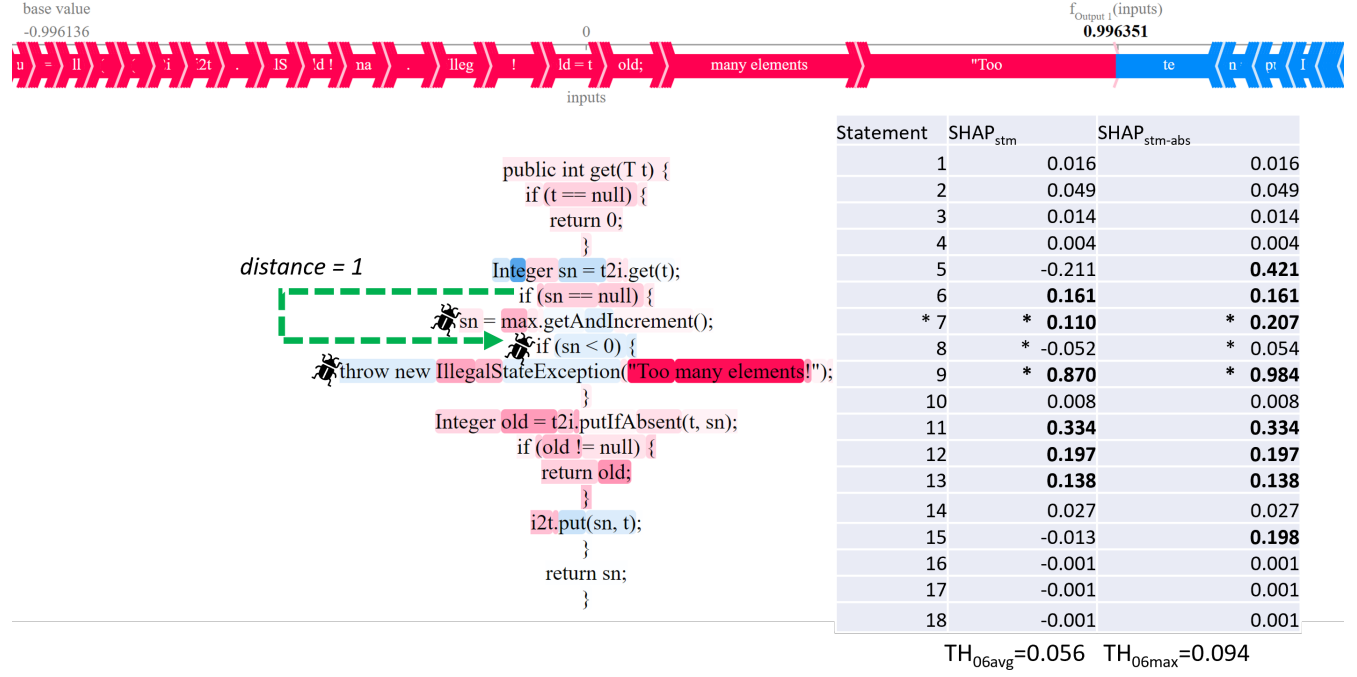 base value
-0.996136
0
f Output 1 (inputs)
0.996351
u = ll ( ( 2i 2t . lS ld ! ma . lleg ! ld = t old; many elements "Too te n pu I
inputs
Statement SHAPstm SHAPstm-abs
1 0.016 0.016
2 0.049 0.049
3 0.014 0.014
4 0.004 0.004
5 -0.211 0.421
6 0.161 0.161
* 7 * 0.110 * 0.207
8 * -0.052 * 0.054
9 * 0.870 * 0.984
10 0.008 0.008
11 0.334 0.334
12 0.197 0.197
13 0.138 0.138
14 0.027 0.027
15 -0.013 0.198
16 -0.001 0.001
17 -0.001 0.001
18 -0.001 0.001
TH06avg=0.056 TH06max=0.094
distance = 1
public int get(T t) {
if (t == null) {
return 0;
}
Integer sn = t2i.get(t);
if (sn == null) {
sn = max.getAndIncrement();
if (sn < 0) {
throw new IllegalStateException("Too many elements!");
}
Integer old = t2i.putIfAbsent(t, sn);
if (old != null) {
return old;
}
i2t.put(sn, t);
}
return sn;
}